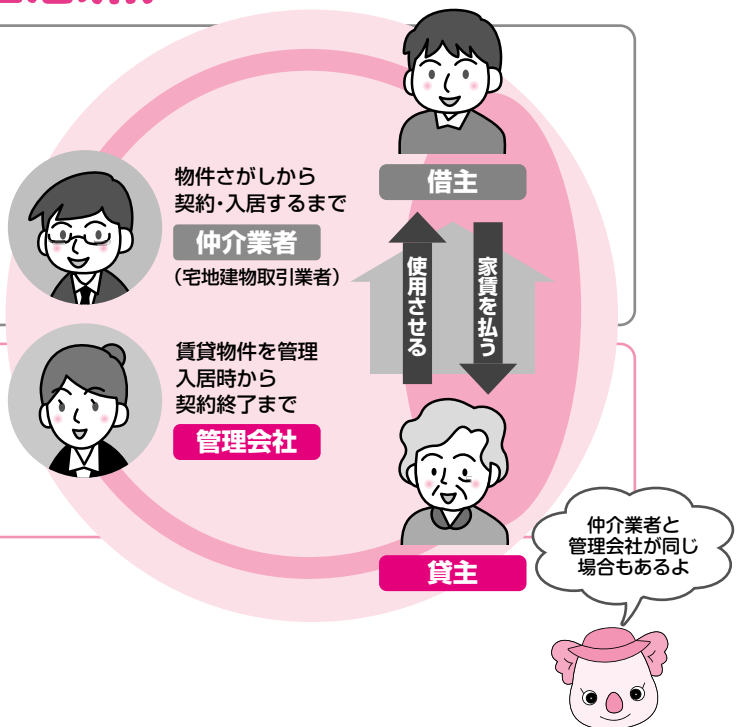 借主
物件さがしから
契約・入居するまで
仲介業者
（宅地建物取引業者）
使用させる
家賃を払う
賃貸物件を管理
入居時から
契約終了まで
管理会社
貸主
仲介業者と
管理会社が同じ
場合もあるよ